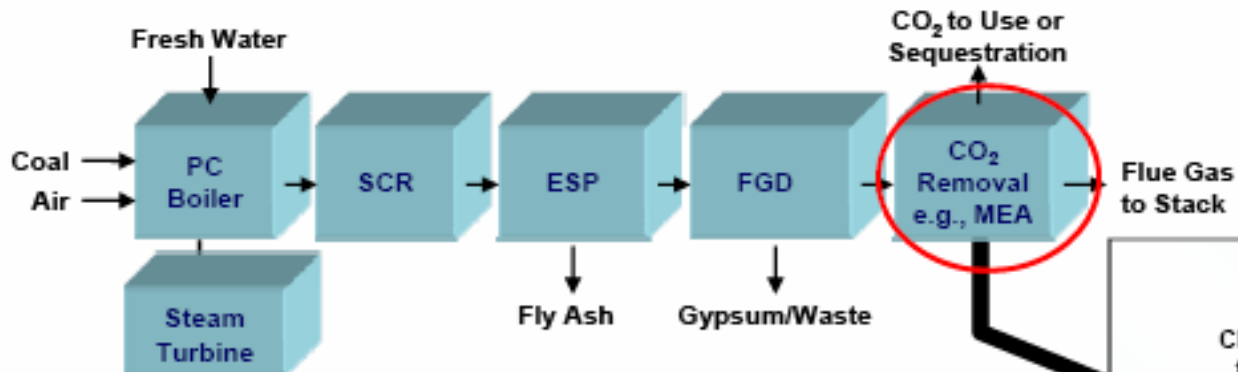 Fresh Water
CO₂ to Use or
Sequestration
Coal
Air
PC
Boiler
SCR
ESP
FGD
CO₂
Removal
e.g., MEA
Flue Gas
to Stack
Steam
Turbine
Fly Ash
Gypsum/Waste